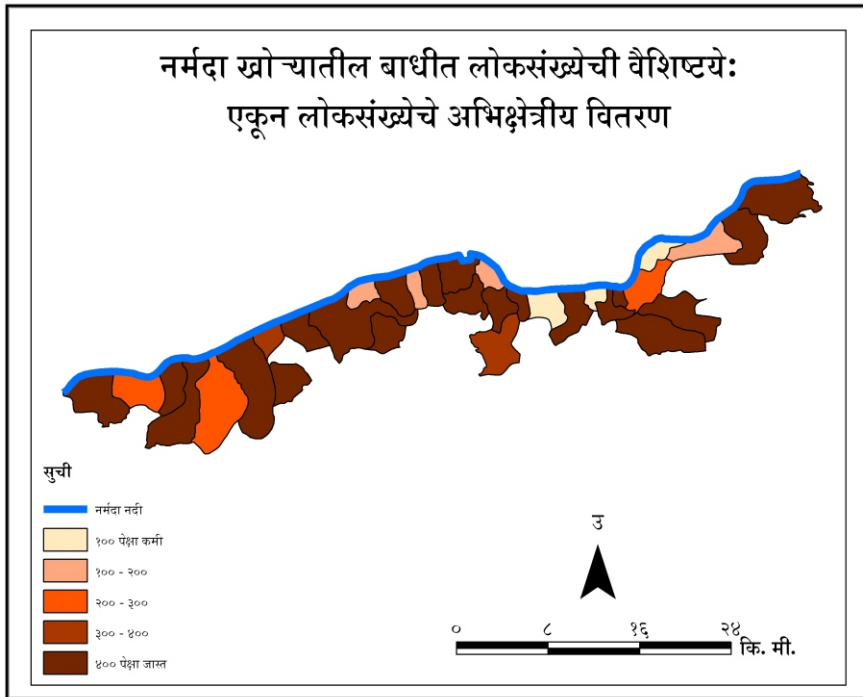 नर्मदा खोऱ्यातील बाधीत लोकसंख्येची वैशिष्टये:
एकून लोकसंख्येचे अभिक्षेत्रीय वितरण
सुची
नर्मदा नदी
१०० पेक्षा कमी
१०० - २००
२०० - ३००
३०० - ४००
४०० पेक्षा जास्त
उ
० ८ १६ २४
कि. मी.